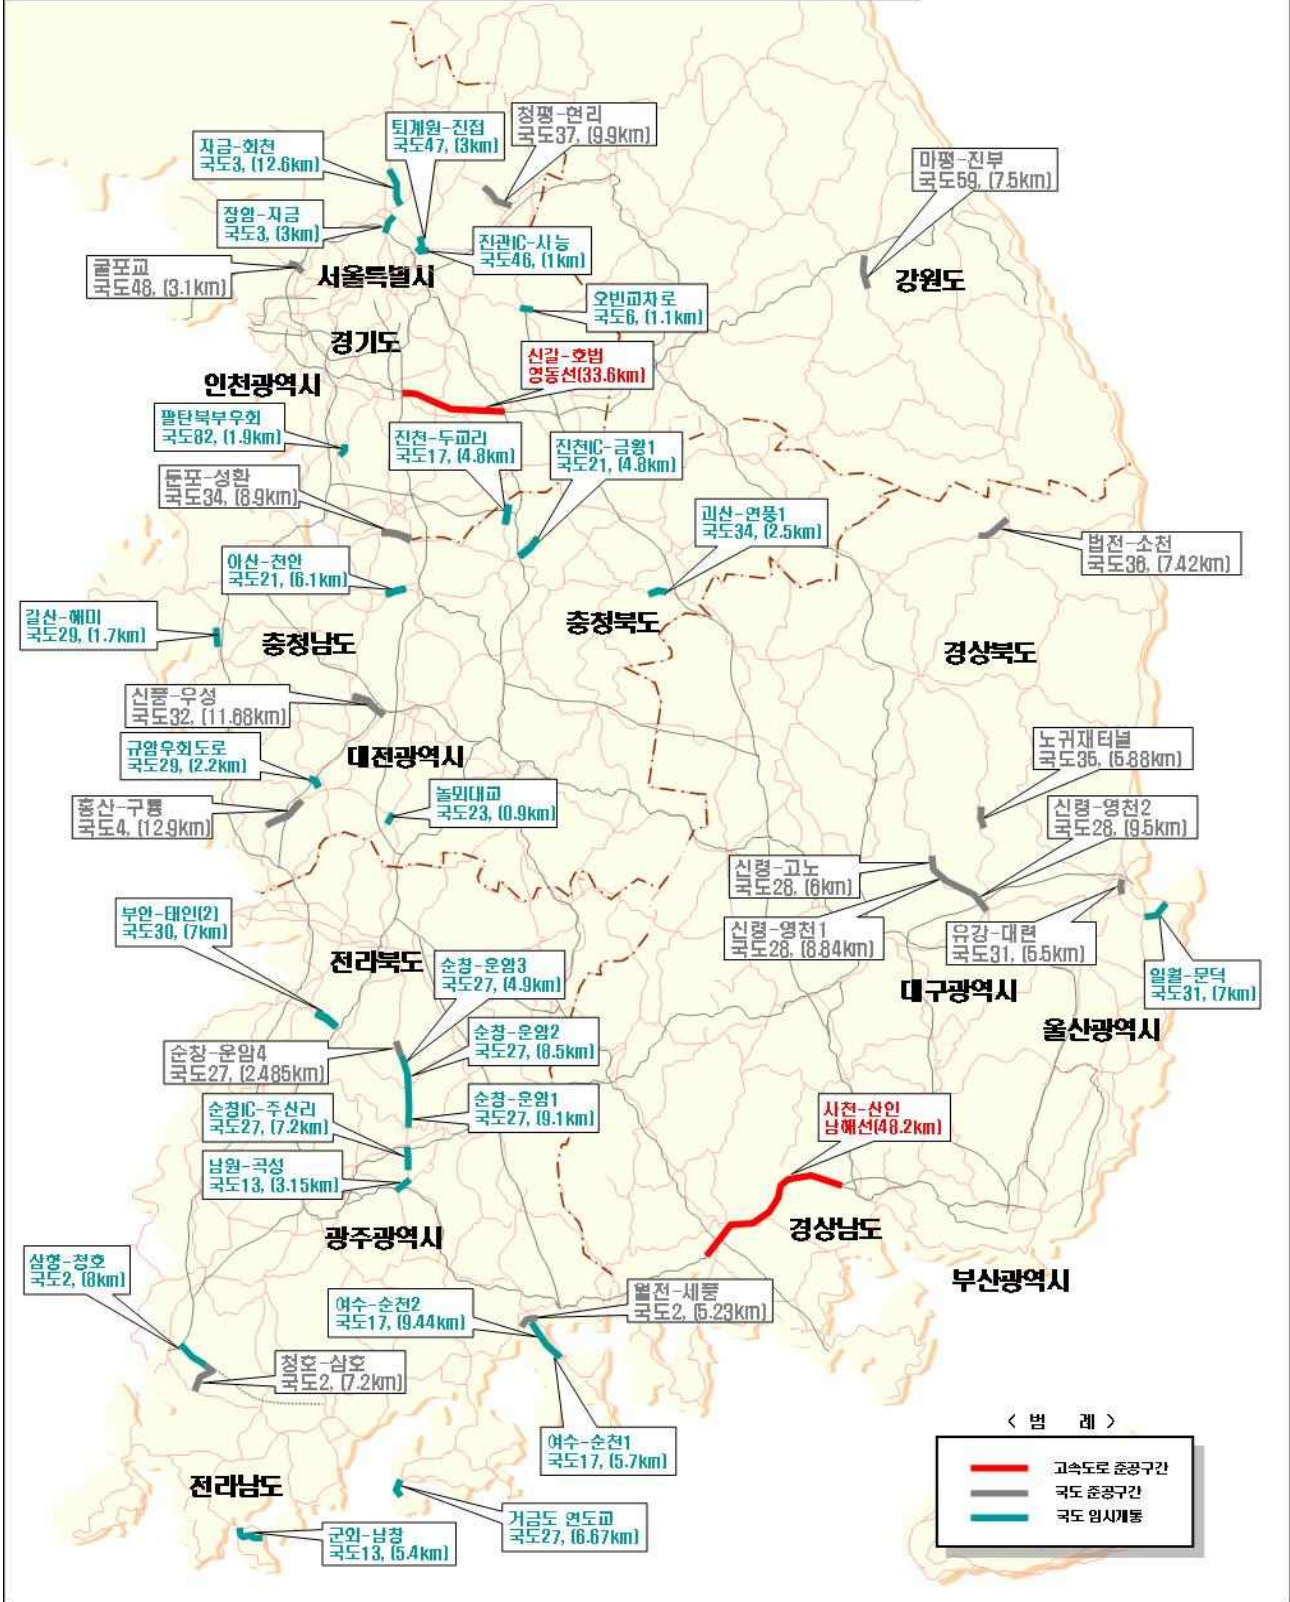 청평-현리
국도37, (9.9km)
퇴계원-진접
국도47, (3km)
자금-회천
국도3, (12.6km)
마평-진부
국도59, (7.5km)
장암-자금
국도3, (3km)
진관IC-사능
국도46, (1km)
굴포교
국도48, (3.1km)
서울특별시
강원도
오빈교차로
국도6, (1.1km)
경기도
신갈-호법
영동선(33.6km)
인천광역시
팔탄북부우회
국도82, (1.9km)
진천-두교리
국도17, (4.8km)
진천IC-금왕1
국도21, (4.8km)
둔포-성환
국도34, (8.9km)
괴산-연풍1
국도34, (2.5km)
법전-소천
국도36, (7.42km)
아산-천안
국도21, (6.1km)
갈산-해미
국도29, (1.7km)
충청남도
충청북도
경상북도
신풍-우성
국도32, (11.68km)
규암우회도로
국도29, (2.2km)
대전광역시
노귀재터널
국도35, (5.88km)
홍산-구룡
국도4, (12.9km)
놀뫼대교
국도23, (0.9km)
신령-영천2
국도28, (9.5km)
신령-고노
국도28, (6km)
부안-태인(2)
국도30, (7km)
신령-영천1
국도28, (8.84km)
유강-대련
국도31, (5.5km)
전라북도
순창-운암3
국도27, (4.9km)
대구광역시
일월-문덕
국도31, (7km)
울산광역시
순창-운암2
국도27, (8.5km)
순창-운암4
국도27, (2.485km)
순창-운암1
국도27, (9.1km)
순창IC-주산리
국도27, (7.2km)
사천-산인
남해선(48.2km)
남원-곡성
국도13, (3.15km)
광주광역시
경상남도
부산광역시
삼향-청호
국도2, (8km)
여수-순천2
국도17, (9.44km)
월전-세풍
국도2, (5.23km)
청호-삼호
국도2, (7.2km)
여수-순천1
국도17, (5.7km)
전라남도
거금도 연도교
국도27, (6.67km)
군외-남창
국도13, (5.4km)
< 범 례 >
고속도로 준공구간
국도 준공구간
국도 임시개통